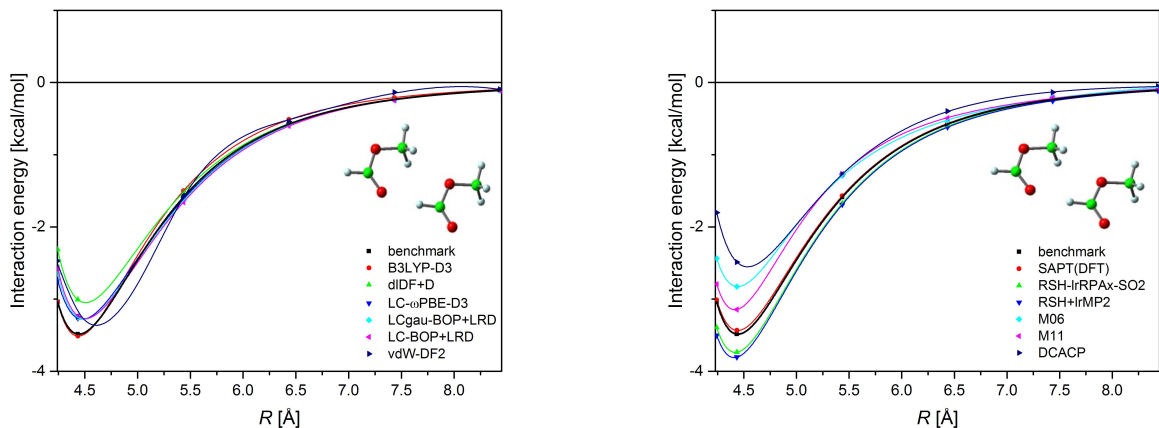 Interaction energy [kcal/mol]
0
-2
-4
4.5 5.0 5.5 6.0 6.5 7.0 7.5 8.0
R [Å]
benchmark
B3LYP-D3
dlDF+D
LC-ωPBE-D3
LCgau-BOP+LRD
LC-BOP+LRD
vdW-DF2
Interaction energy [kcal/mol]
0
-2
-4
4.5 5.0 5.5 6.0 6.5 7.0 7.5 8.0
R [Å]
benchmark
SAPT(DFT)
RSH-lrRPAx-SO2
RSH+lrMP2
M06
M11
DCACP